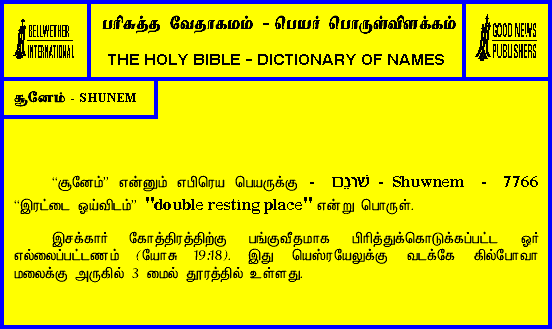 BELLWETHER
INTERNATIONAL
பரிசுத்த வேதாகமம் - பெயர் பொருள்விளக்கம்
THE HOLY BIBLE - DICTIONARY OF NAMES
GOOD NEWS
PUBLISHERS
சூனேம் - SHUNEM
“சூனேம்” என்னும் எபிரெய பெயருக்கு - שׁוּנֵם - Shuwnem - 7766
“இரட்டை ஒய்விடம்” "double resting place" என்று பொருள்.
இசக்கார் கோத்திரத்திற்கு பங்குவீதமாக பிரித்துக்கொடுக்கப்பட்ட ஓர்
எல்லைப்பட்டணம் (யோசு 19:18). இது யெஸ்ரயேலுக்கு வடக்கே கில்போவா
மலைக்கு அருகில் 3 மைல் தூரத்தில் உள்ளது.